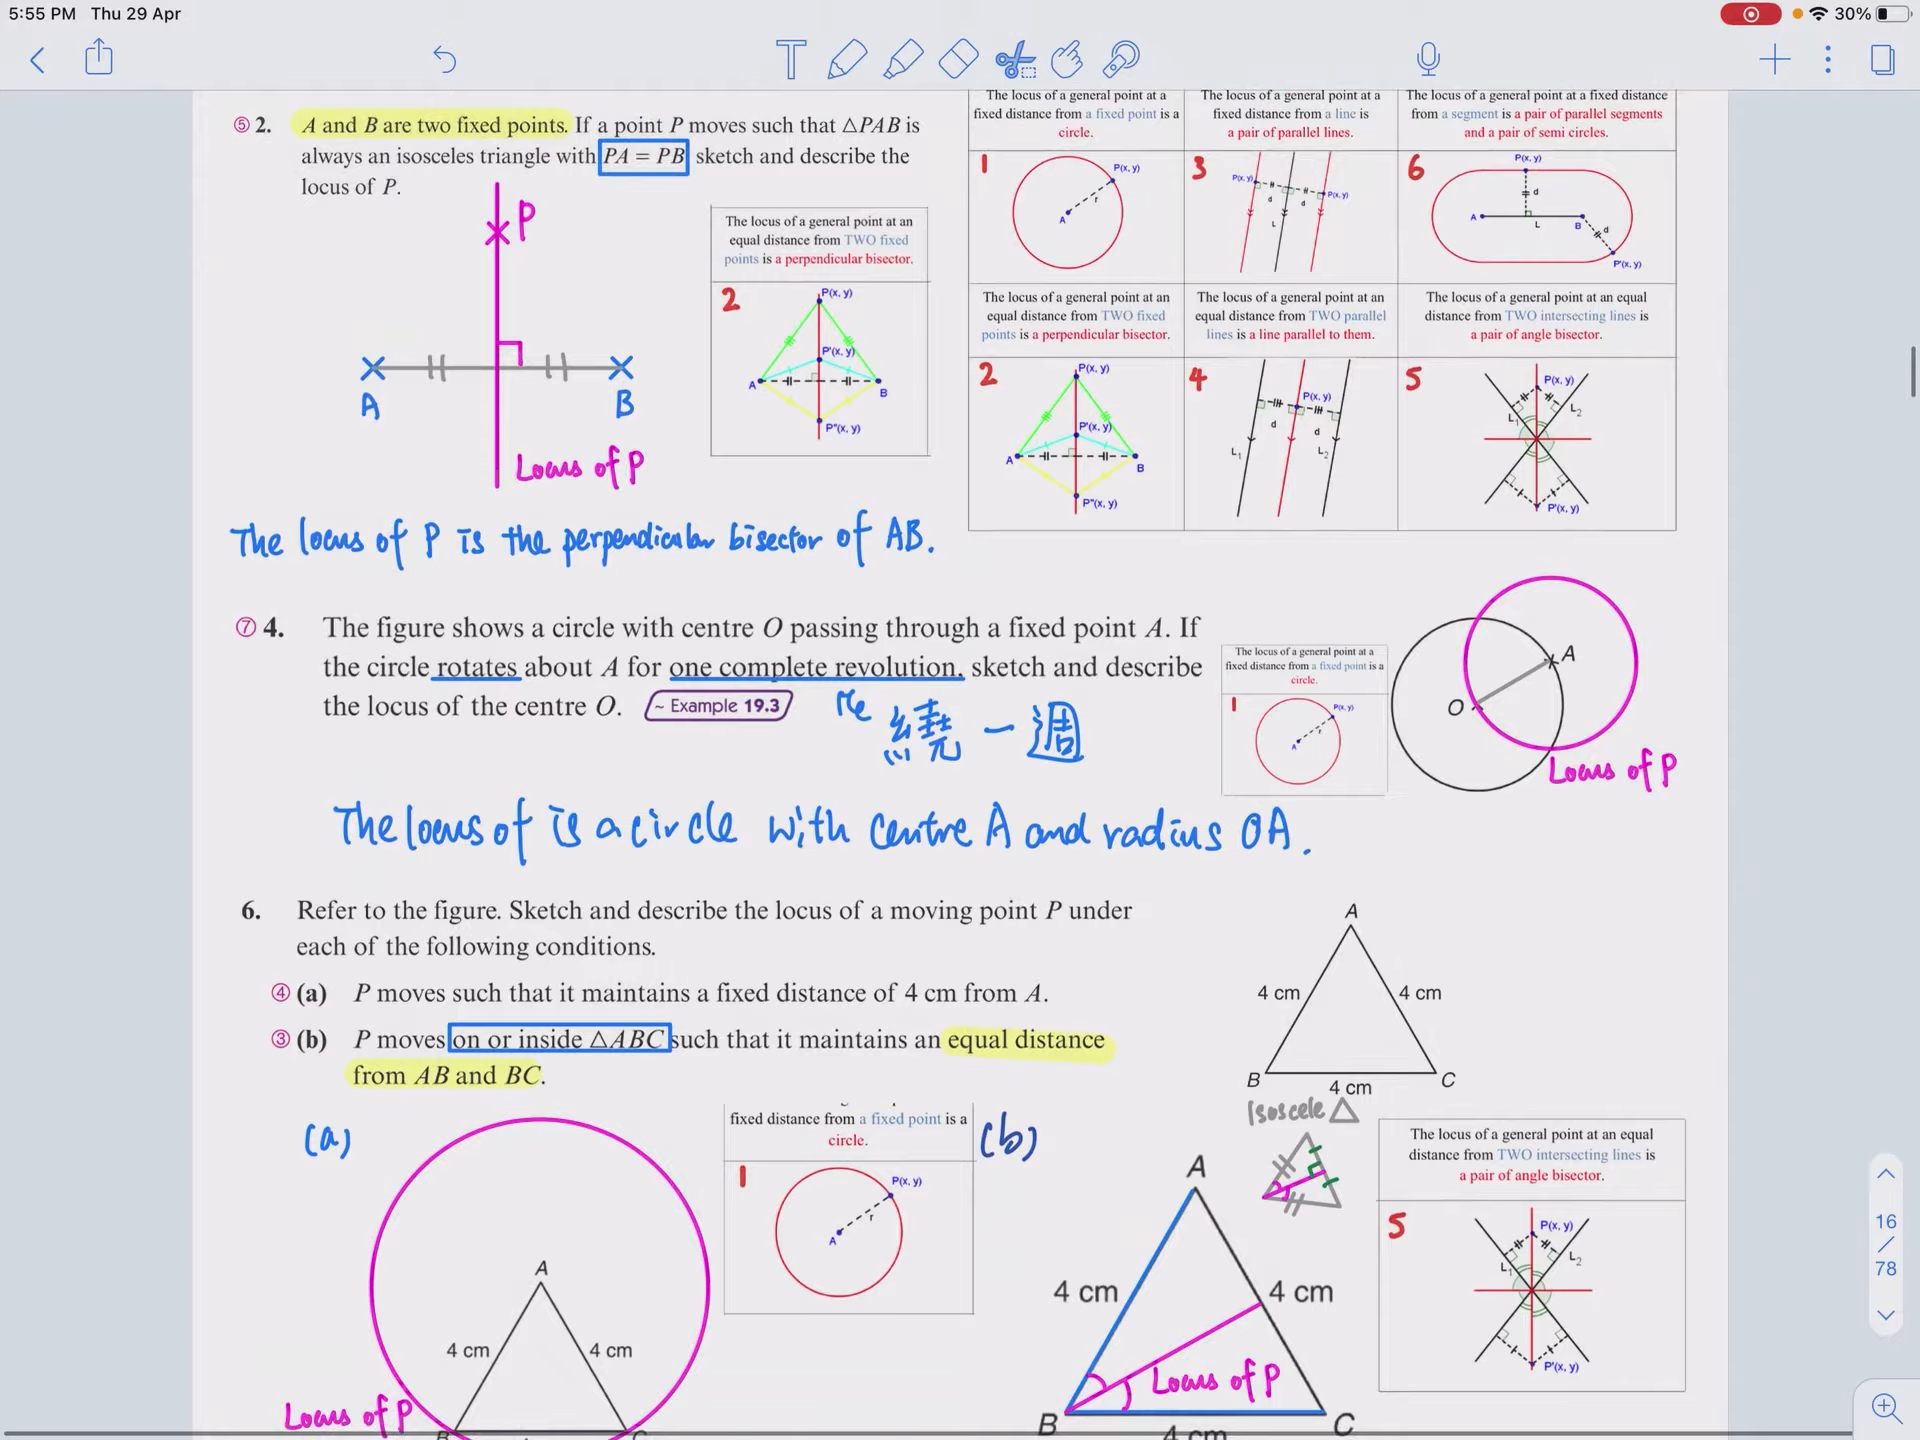 5:55 PM Thu 29 Apr
30%
⑤ 2. A and B are two fixed points. If a point P moves such that △PAB is
always an isosceles triangle with PA = PB sketch and describe the
locus of P.
P
A
B
Locus of P
The locus of a general point at an
equal distance from TWO fixed
points is a perpendicular bisector.
2
P(x, y)
P'(x, y)
A
B
P"(x, y)
The locus of a general point at a
fixed distance from a fixed point is a
circle.
1
P(x, y)
r
A
The locus of a general point at a
fixed distance from a line is
a pair of parallel lines.
3
P(x, y)
P(x, y)
d
d
L
The locus of a general point at a fixed distance
from a segment is a pair of parallel segments
and a pair of semi circles.
6
P(x, y)
d
A
L
B
d
P'(x, y)
The locus of a general point at an
equal distance from TWO fixed
points is a perpendicular bisector.
2
P(x, y)
P'(x, y)
A
B
P"(x, y)
The locus of a general point at an
equal distance from TWO parallel
lines is a line parallel to them.
4
P(x, y)
d
d
L1
L2
The locus of a general point at an equal
distance from TWO intersecting lines is
a pair of angle bisector.
5
P(x, y)
L1
L2
P'(x, y)
The locus of P is the perpendicular bisector of AB.
⑦ 4. The figure shows a circle with centre O passing through a fixed point A. If
the circle rotates about A for one complete revolution, sketch and describe
the locus of the centre O. ~ Example 19.3
繞一週
The locus of a general point at a
fixed distance from a fixed point is a
circle.
1
P(x, y)
r
A
A
O
Locus of P
The locus of is a circle with centre A and radius OA.
6. Refer to the figure. Sketch and describe the locus of a moving point P under
each of the following conditions.
④ (a) P moves such that it maintains a fixed distance of 4 cm from A.
③ (b) P moves on or inside △ABC such that it maintains an equal distance
from AB and BC.
A
4 cm
4 cm
B
4 cm
C
Isoscele △
(a)
A
4 cm
4 cm
Locus of P
fixed distance from a fixed point is a
circle.
1
P(x, y)
r
A
(b)
A
4 cm
4 cm
Locus of P
B
C
4 cm
The locus of a general point at an equal
distance from TWO intersecting lines is
a pair of angle bisector.
5
P(x, y)
L1
L2
P'(x, y)
16
/
78